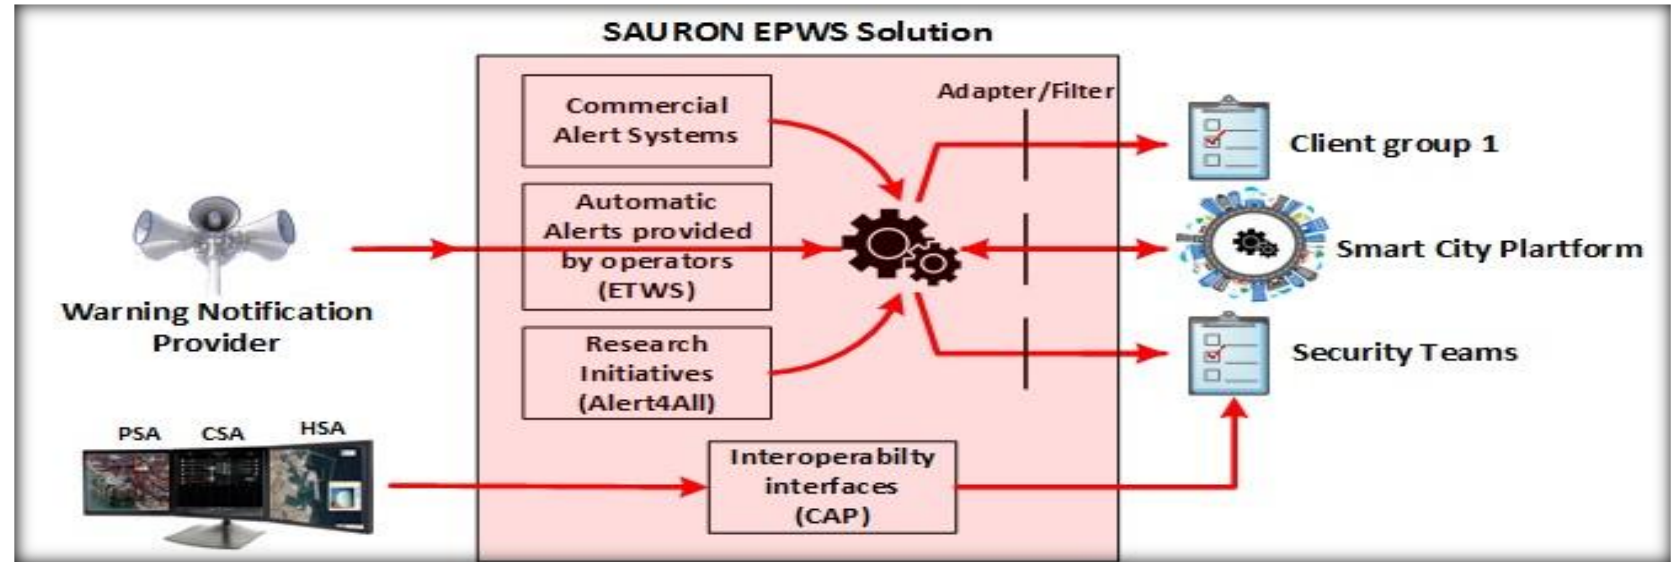 SAURON EPWS Solution
Commercial
Alert Systems
Adapter/Filter
Client group 1
Automatic
Alerts provided
by operators
(ETWS)
Smart City Plartform
Warning Notification
Provider
Research
Initiatives
(Alert4All)
Security Teams
PSA CSA HSA
Interoperabilty
interfaces
(CAP)